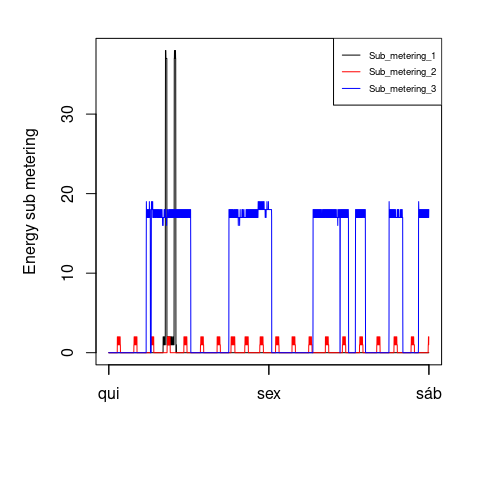 Sub_metering_1
Sub_metering_2
Sub_metering_3
Energy sub metering
30
20
10
0
qui sex sáb